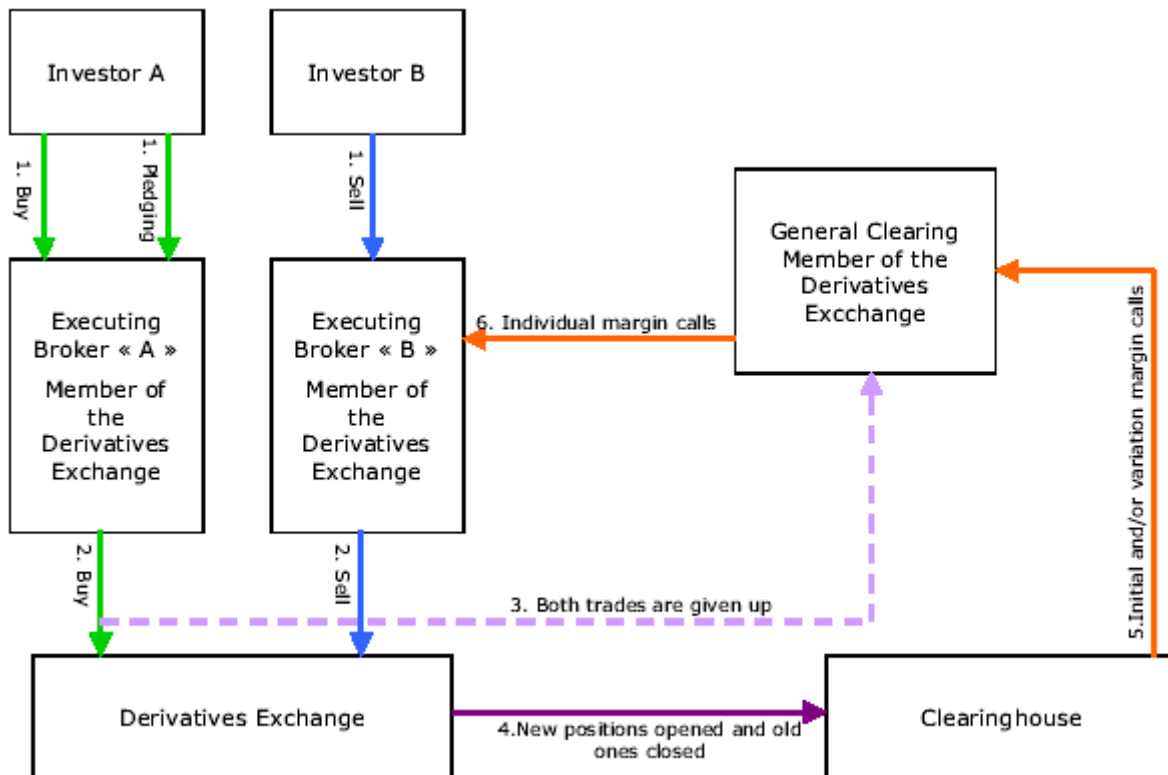 Investor A
Investor B
1. Buy
1. Pledging
1. Sell
General Clearing
Member of the
Derivatives
Excchange
Executing
Broker « A »
Member of
the
Derivatives
Exchange
Executing
Broker « B »
Member of
the
Derivatives
Exchange
6. Individual margin calls
5.Initial and/or variation margin calls
2. Buy
2. Sell
3. Both trades are given up
Derivatives Exchange
4.New positions opened and old
ones closed
Clearinghouse